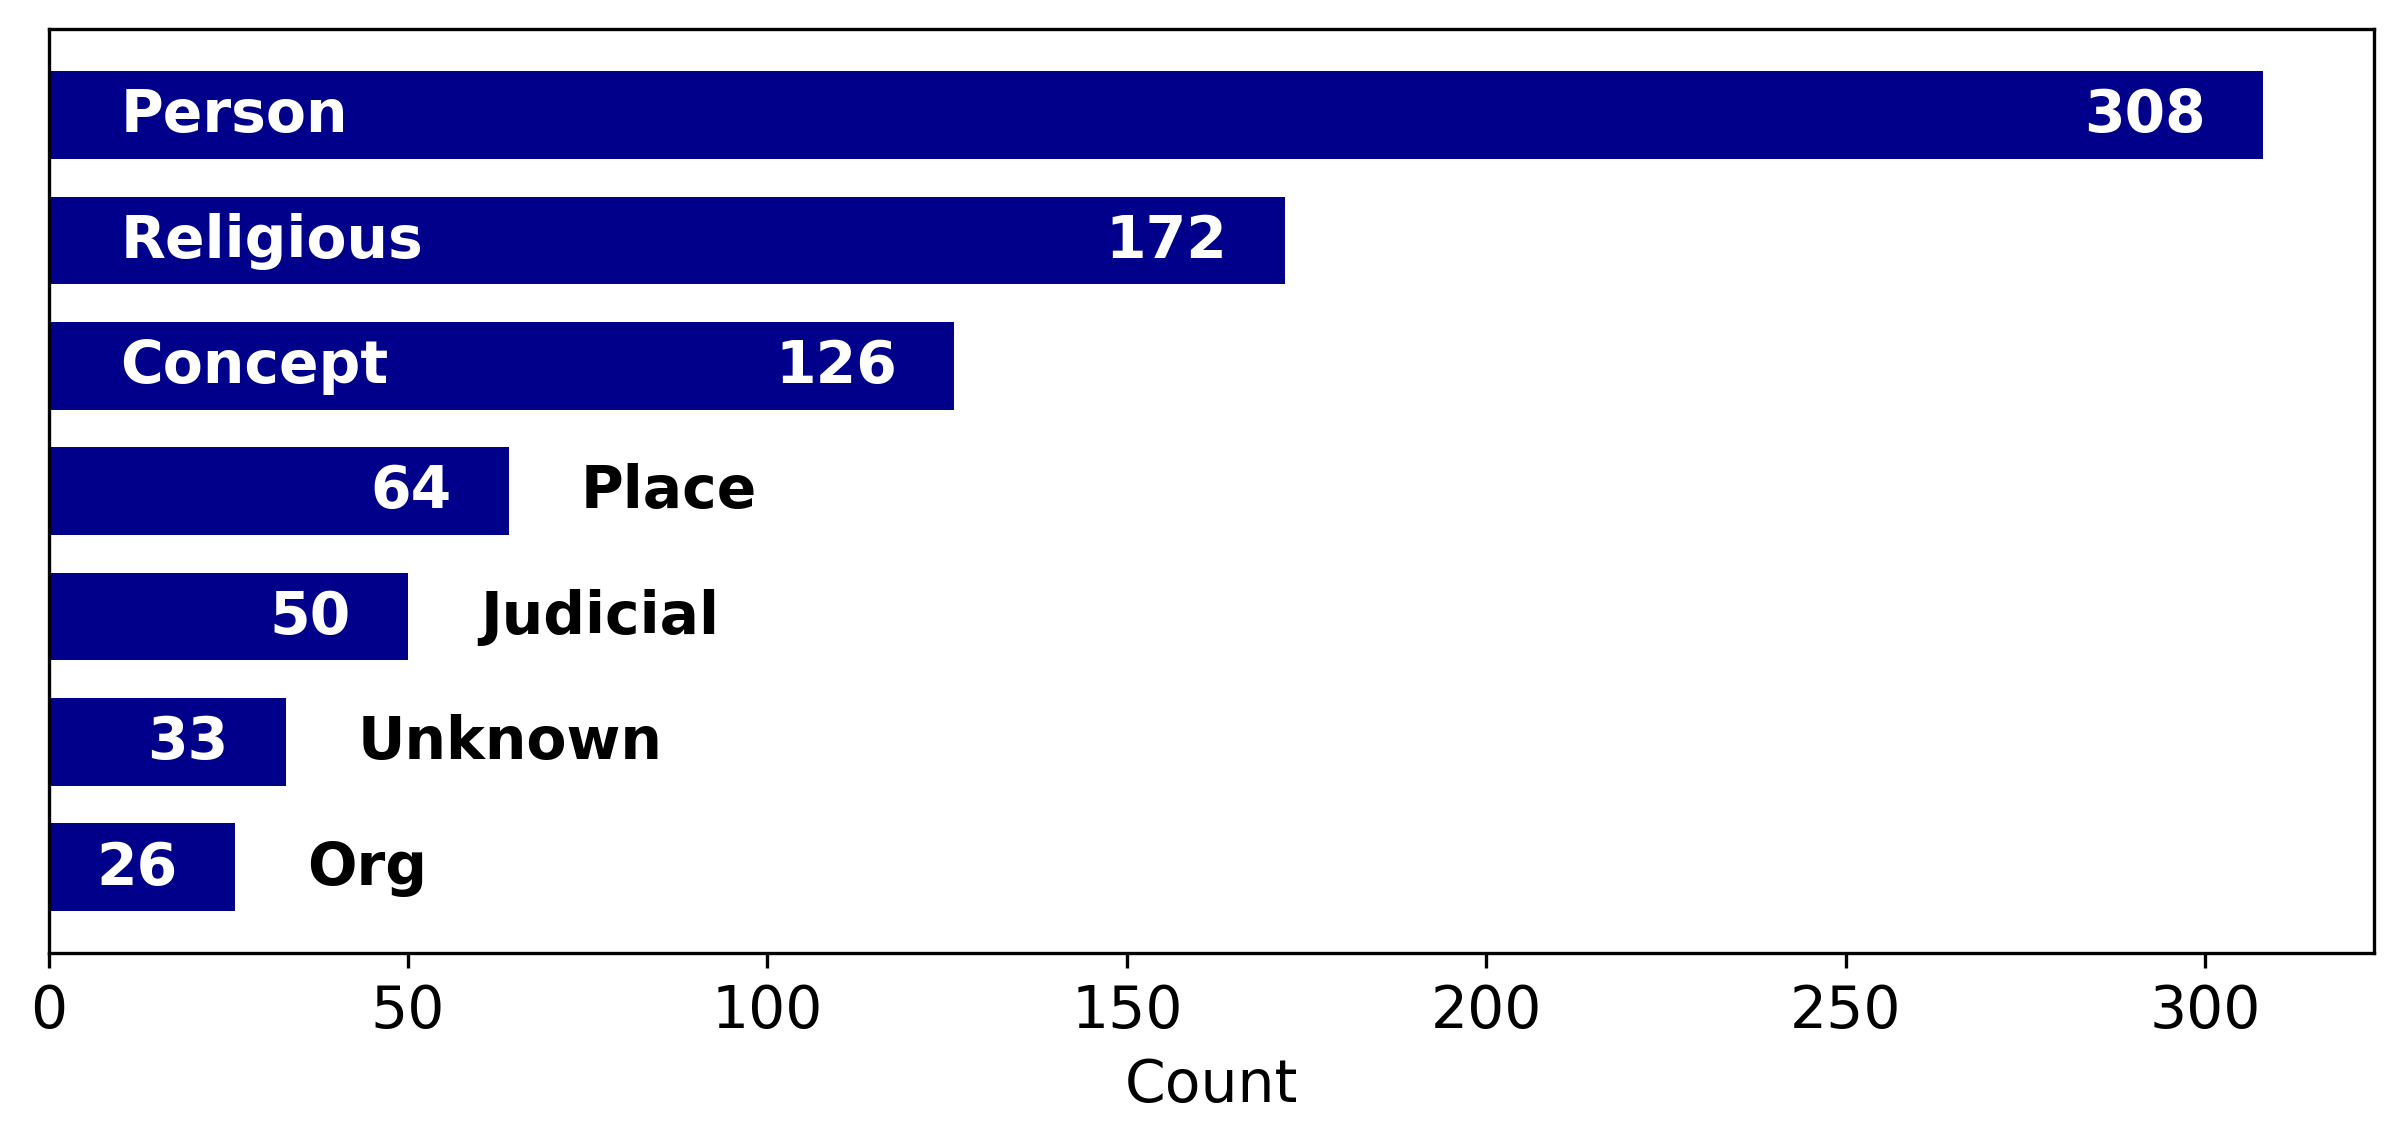 Person 308
Religious 172
Concept 126
64 Place
50 Judicial
33 Unknown
26 Org
0 50 100 150 200 250 300
Count